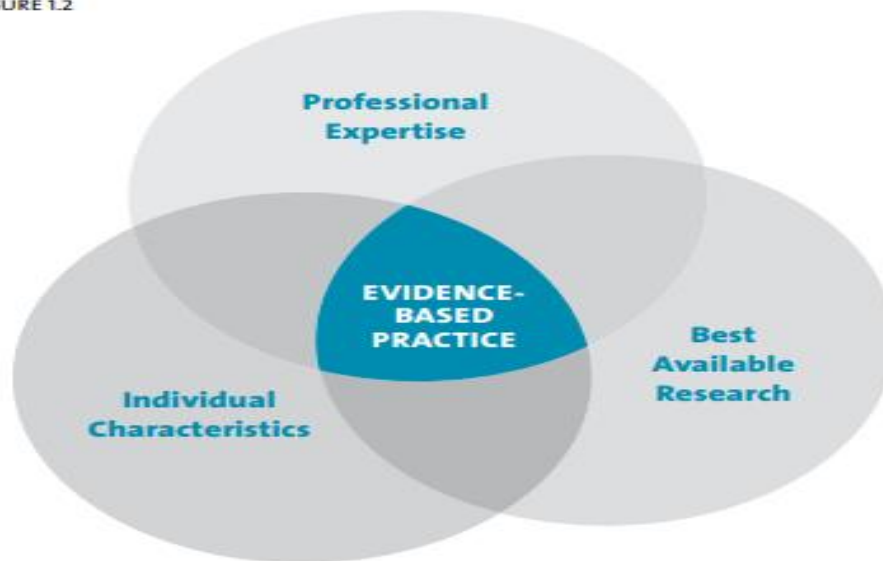 URE 1.2
Professional
Expertise
EVIDENCE-
BASED
PRACTICE
Best
Available
Research
Individual
Characteristics